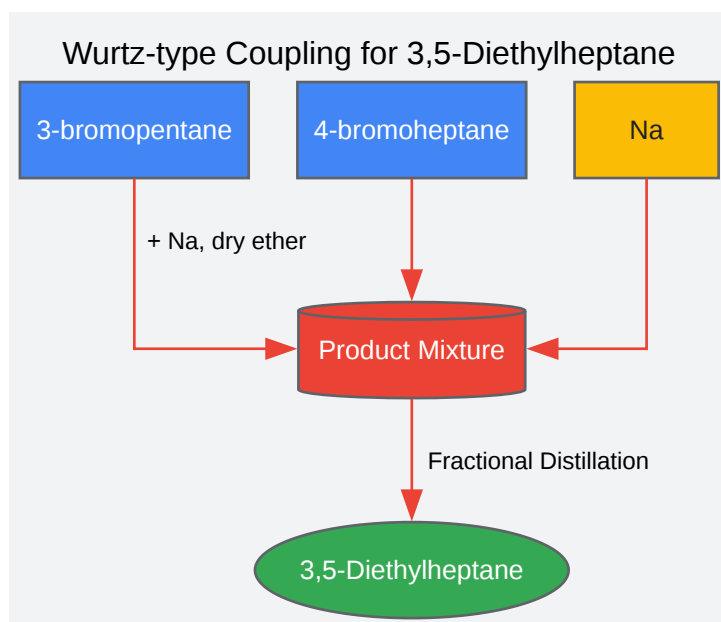 Wurtz-type Coupling for 3,5-Diethylheptane
3-bromopentane
4-bromoheptane
Na
+ Na, dry ether
Product Mixture
Fractional Distillation
3,5-Diethylheptane